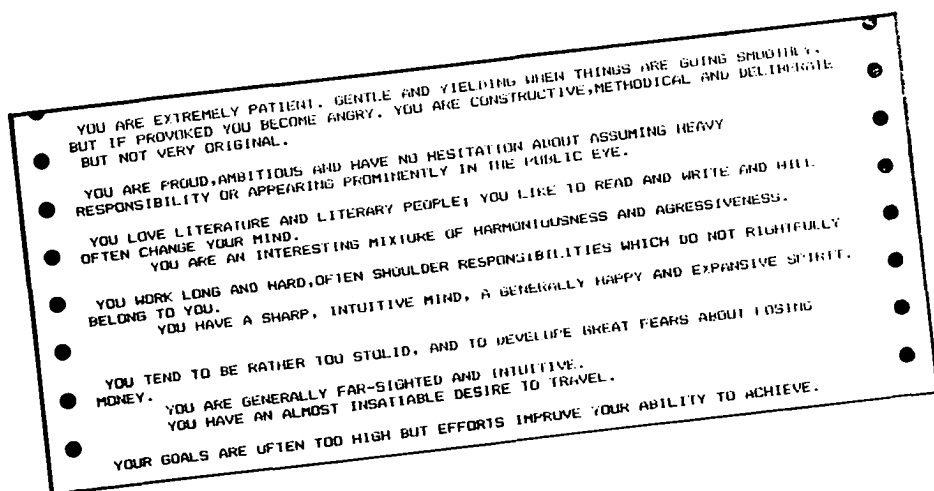 YOU ARE EXTREMELY PATIENT. GENTLE AND YIELDING WHEN THINGS ARE GOING SMOOTHLY,
BUT IF PROVOKED YOU BECOME ANGRY. YOU ARE CONSTRUCTIVE,METHODICAL AND DELIBERATE
BUT NOT VERY ORIGINAL.
YOU ARE PROUD,AMBITIOUS AND HAVE NO HESITATION ABOUT ASSUMING HEAVY
RESPONSIBILITY OR APPEARING PROMINENTLY IN THE PUBLIC EYE.
YOU LOVE LITERATURE AND LITERARY PEOPLE; YOU LIKE TO READ AND WRITE AND WILL
OFTEN CHANGE YOUR MIND.
YOU ARE AN INTERESTING MIXTURE OF HARMONIOUSNESS AND AGRESSIVENESS.
YOU WORK LONG AND HARD,OFTEN SHOULDER RESPONSIBILITIES WHICH DO NOT RIGHTFULLY
BELONG TO YOU.
YOU HAVE A SHARP, INTUITIVE MIND, A GENERALLY HAPPY AND EXPANSIVE SPIRIT.
YOU TEND TO BE RATHER TOO STOLID, AND TO DEVELOPE GREAT FEARS ABOUT LOSING
MONEY.
YOU ARE GENERALLY FAR-SIGHTED AND INTUITIVE.
YOU HAVE AN ALMOST INSATIABLE DESIRE TO TRAVEL.
YOUR GOALS ARE OFTEN TOO HIGH BUT EFFORTS IMPROVE YOUR ABILITY TO ACHIEVE.